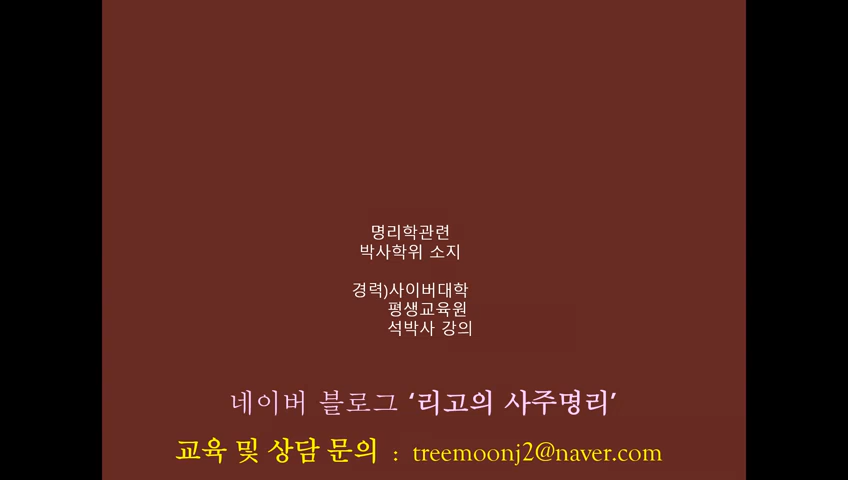 명리학관련
박사학위 소지
경력)사이버대학
평생교육원
석박사 강의
네이버 블로그 ‘리고의 사주명리’
교육 및 상담 문의 : treemoonj2@naver.com